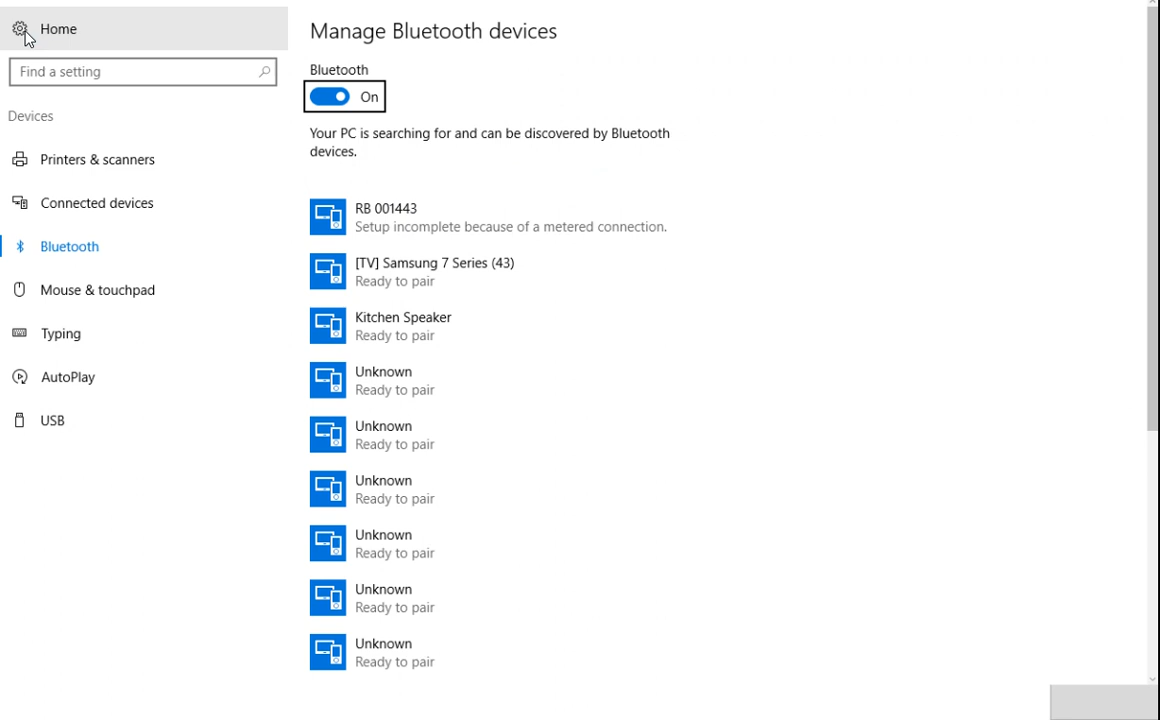 Home
Find a setting
Devices
Printers & scanners
Connected devices
Bluetooth
Mouse & touchpad
Typing
AutoPlay
USB
Manage Bluetooth devices
Bluetooth
On
Your PC is searching for and can be discovered by Bluetooth
devices.
RB 001443
Setup incomplete because of a metered connection.
[TV] Samsung 7 Series (43)
Ready to pair
Kitchen Speaker
Ready to pair
Unknown
Ready to pair
Unknown
Ready to pair
Unknown
Ready to pair
Unknown
Ready to pair
Unknown
Ready to pair
Unknown
Ready to pair